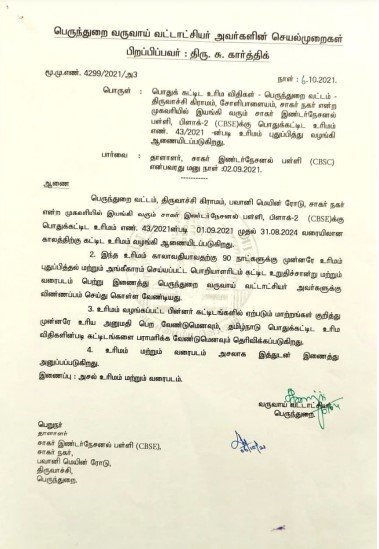 பெருந்துறை வருவாய் வட்டாட்சியர் அவர்களின் செயல்முறைகள்
பிறப்பிப்பவர் : திரு. சு. கார்த்திக்
மூ.மு.எண். 4299/2021/அ3
நாள் : 6.10.2021.
பொருள் : பொதுக் கட்டிட உரிம விதிகள் - பெருந்துறை வட்டம் -
திருவாச்சி கிராமம், சோளிபாளையம், சாகர் நகர் என்ற
முகவரியில் இயங்கி வரும் சாகர் இண்டர்நேசனல்
பள்ளி, பிளாக்-2 (CBSE)க்கு பொதுக்கட்டிட உரிமம்
எண். 43/2021 -ன்படி உரிமம் புதுப்பித்து வழங்கி
ஆணையிடப்படுகிறது.
பார்வை : தாளாளர், சாகர் இண்டர்நேசனல் பள்ளி (CBSC)
என்பவரது மனு நாள்:02.09.2021.
-----------
ஆணை
பெருந்துறை வட்டம், திருவாச்சி கிராமம், பவானி மெயின் ரோடு, சாகர் நகர்
என்ற முகவரியில் இயங்கி வரும் சாகர் இண்டர்நேசனல் பள்ளி, பிளாக்-2 (CBSE)க்கு
பொதுக்கட்டிட உரிமம் எண். 43/2021ன்படி 01.09.2021 முதல் 31.08.2024 வரையிலான
காலத்திற்கு கட்டிட உரிமம் வழங்கி ஆணையிடப்படுகிறது.
2. இந்த உரிமம் காலாவதியாவதற்கு 90 நாட்களுக்கு முன்னரே உரிமம்
புதுப்பித்தல் மற்றும் அங்கீகாரம் செய்யப்பட்ட பொறியாளரிடம் கட்டிட உறுதிச்சான்று மற்றும்
வரைபடம் பெற்று இணைத்து பெருந்துறை வருவாய் வட்டாட்சியர் அவர்களுக்கு
விண்ணப்பம் செய்து கொள்ள வேண்டியது.
3. உரிமம் வழங்கப்பட்ட பின்னர் கட்டிடங்களில் ஏற்படும் மாற்றங்கள் குறித்து
முன்னரே உரிய அனுமதி பெற வேண்டுமெனவும், தமிழ்நாடு பொதுக்கட்டிட உரிம
விதிகளின்படி கட்டிடங்களை பராமரிக்க வேண்டுமெனவும் தெரிவிக்கப்படுகிறது.
4. உரிமம் மற்றும் வரைபடம் அசலாக இத்துடன் இணைத்து
அனுப்பப்படுகிறது.
இணைப்பு : அசல் உரிமம் மற்றும் வரைபடம்.
வருவாய் வட்டாட்சியர்
பெருந்துறை
பெறுநர்
தாளாளர்
சாகர் இண்டர்நேசனல் பள்ளி (CBSE),
சாகர் நகர்,
பவானி மெயின் ரோடு,
திருவாச்சி,
பெருந்துறை.